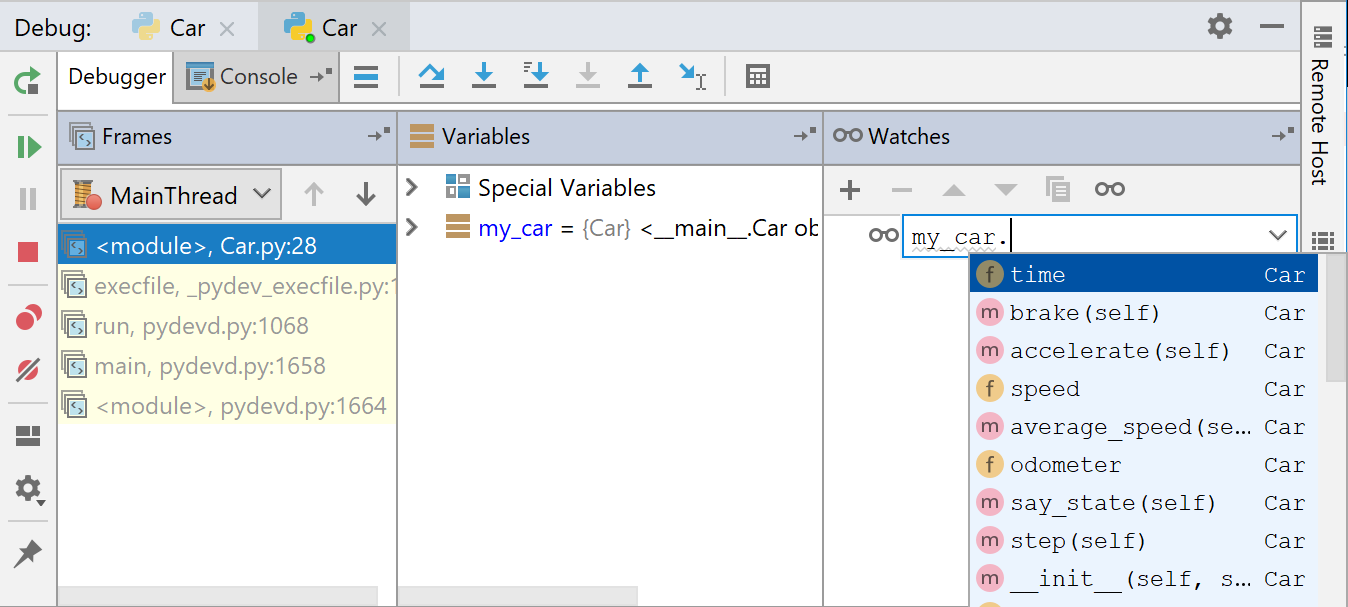 Debug: Car Car
Debugger Console
Frames
MainThread
<module>, Car.py:28
execfile, _pydev_execfile.py:1
run, pydevd.py:1068
main, pydevd.py:1658
<module>, pydevd.py:1664
Variables
Special Variables
my_car = {Car} <__main__.Car ob
Watches
my_car.
f time Car
m brake(self) Car
m accelerate(self) Car
f speed Car
m average_speed(se... Car
f odometer Car
m say_state(self) Car
m step(self) Car
m __init__(self, s... Car
Remote Host